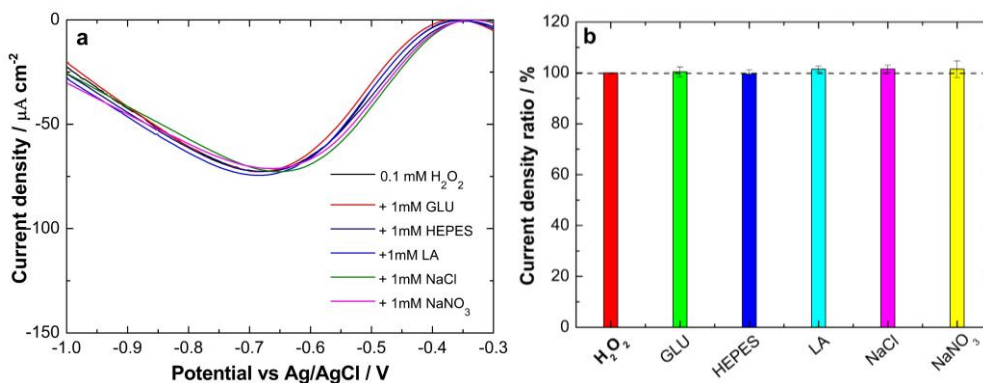 a
0
-50
-100
-150
Current density / μA cm⁻²
-1.0 -0.9 -0.8 -0.7 -0.6 -0.5 -0.4 -0.3
Potential vs Ag/AgCl / V
0.1 mM H₂O₂
+ 1mM GLU
+ 1mM HEPES
+1mM LA
+ 1mM NaCl
+ 1mM NaNO₃
b
120
100
80
60
40
20
0
Current density ratio / %
H₂O₂ GLU HEPES LA NaCl NaNO₃